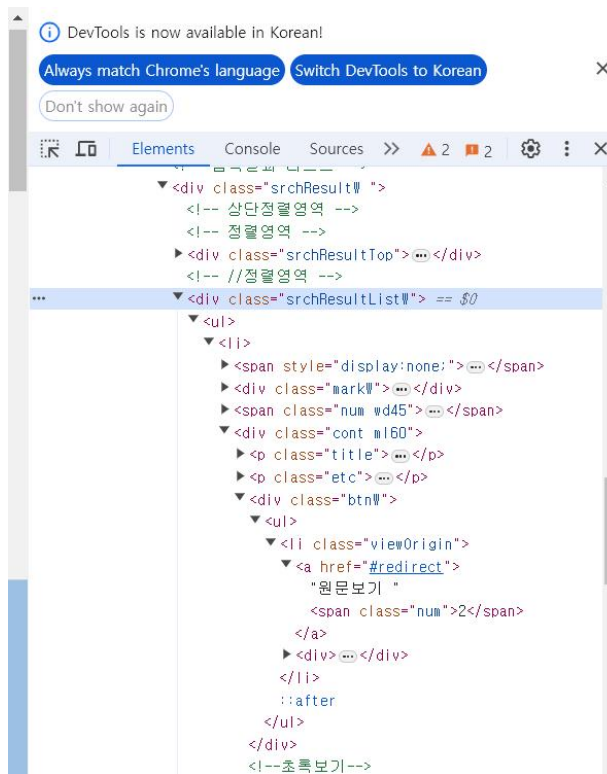 DevTools is now available in Korean!
Always match Chrome's language Switch DevTools to Korean
Don't show again
Elements Console Sources 2 2
<div class="srchResultW ">
<!-- 상단정렬영역 -->
<!-- 정렬영역 -->
<div class="srchResultTop">…</div>
<!-- //정렬영역 -->
… <div class="srchResultListW"> == $0
<ul>
<li>
<span style="display:none;">…</span>
<div class="markW">…</div>
<span class="num wd45">…</span>
<div class="cont ml60">
<p class="title">…</p>
<p class="etc">…</p>
<div class="btnW">
<ul>
<li class="viewOrigin">
<a href="#redirect">
"원문보기 "
<span class="num">2</span>
</a>
<div>…</div>
</li>
::after
</ul>
</div>
<!--초록보기-->